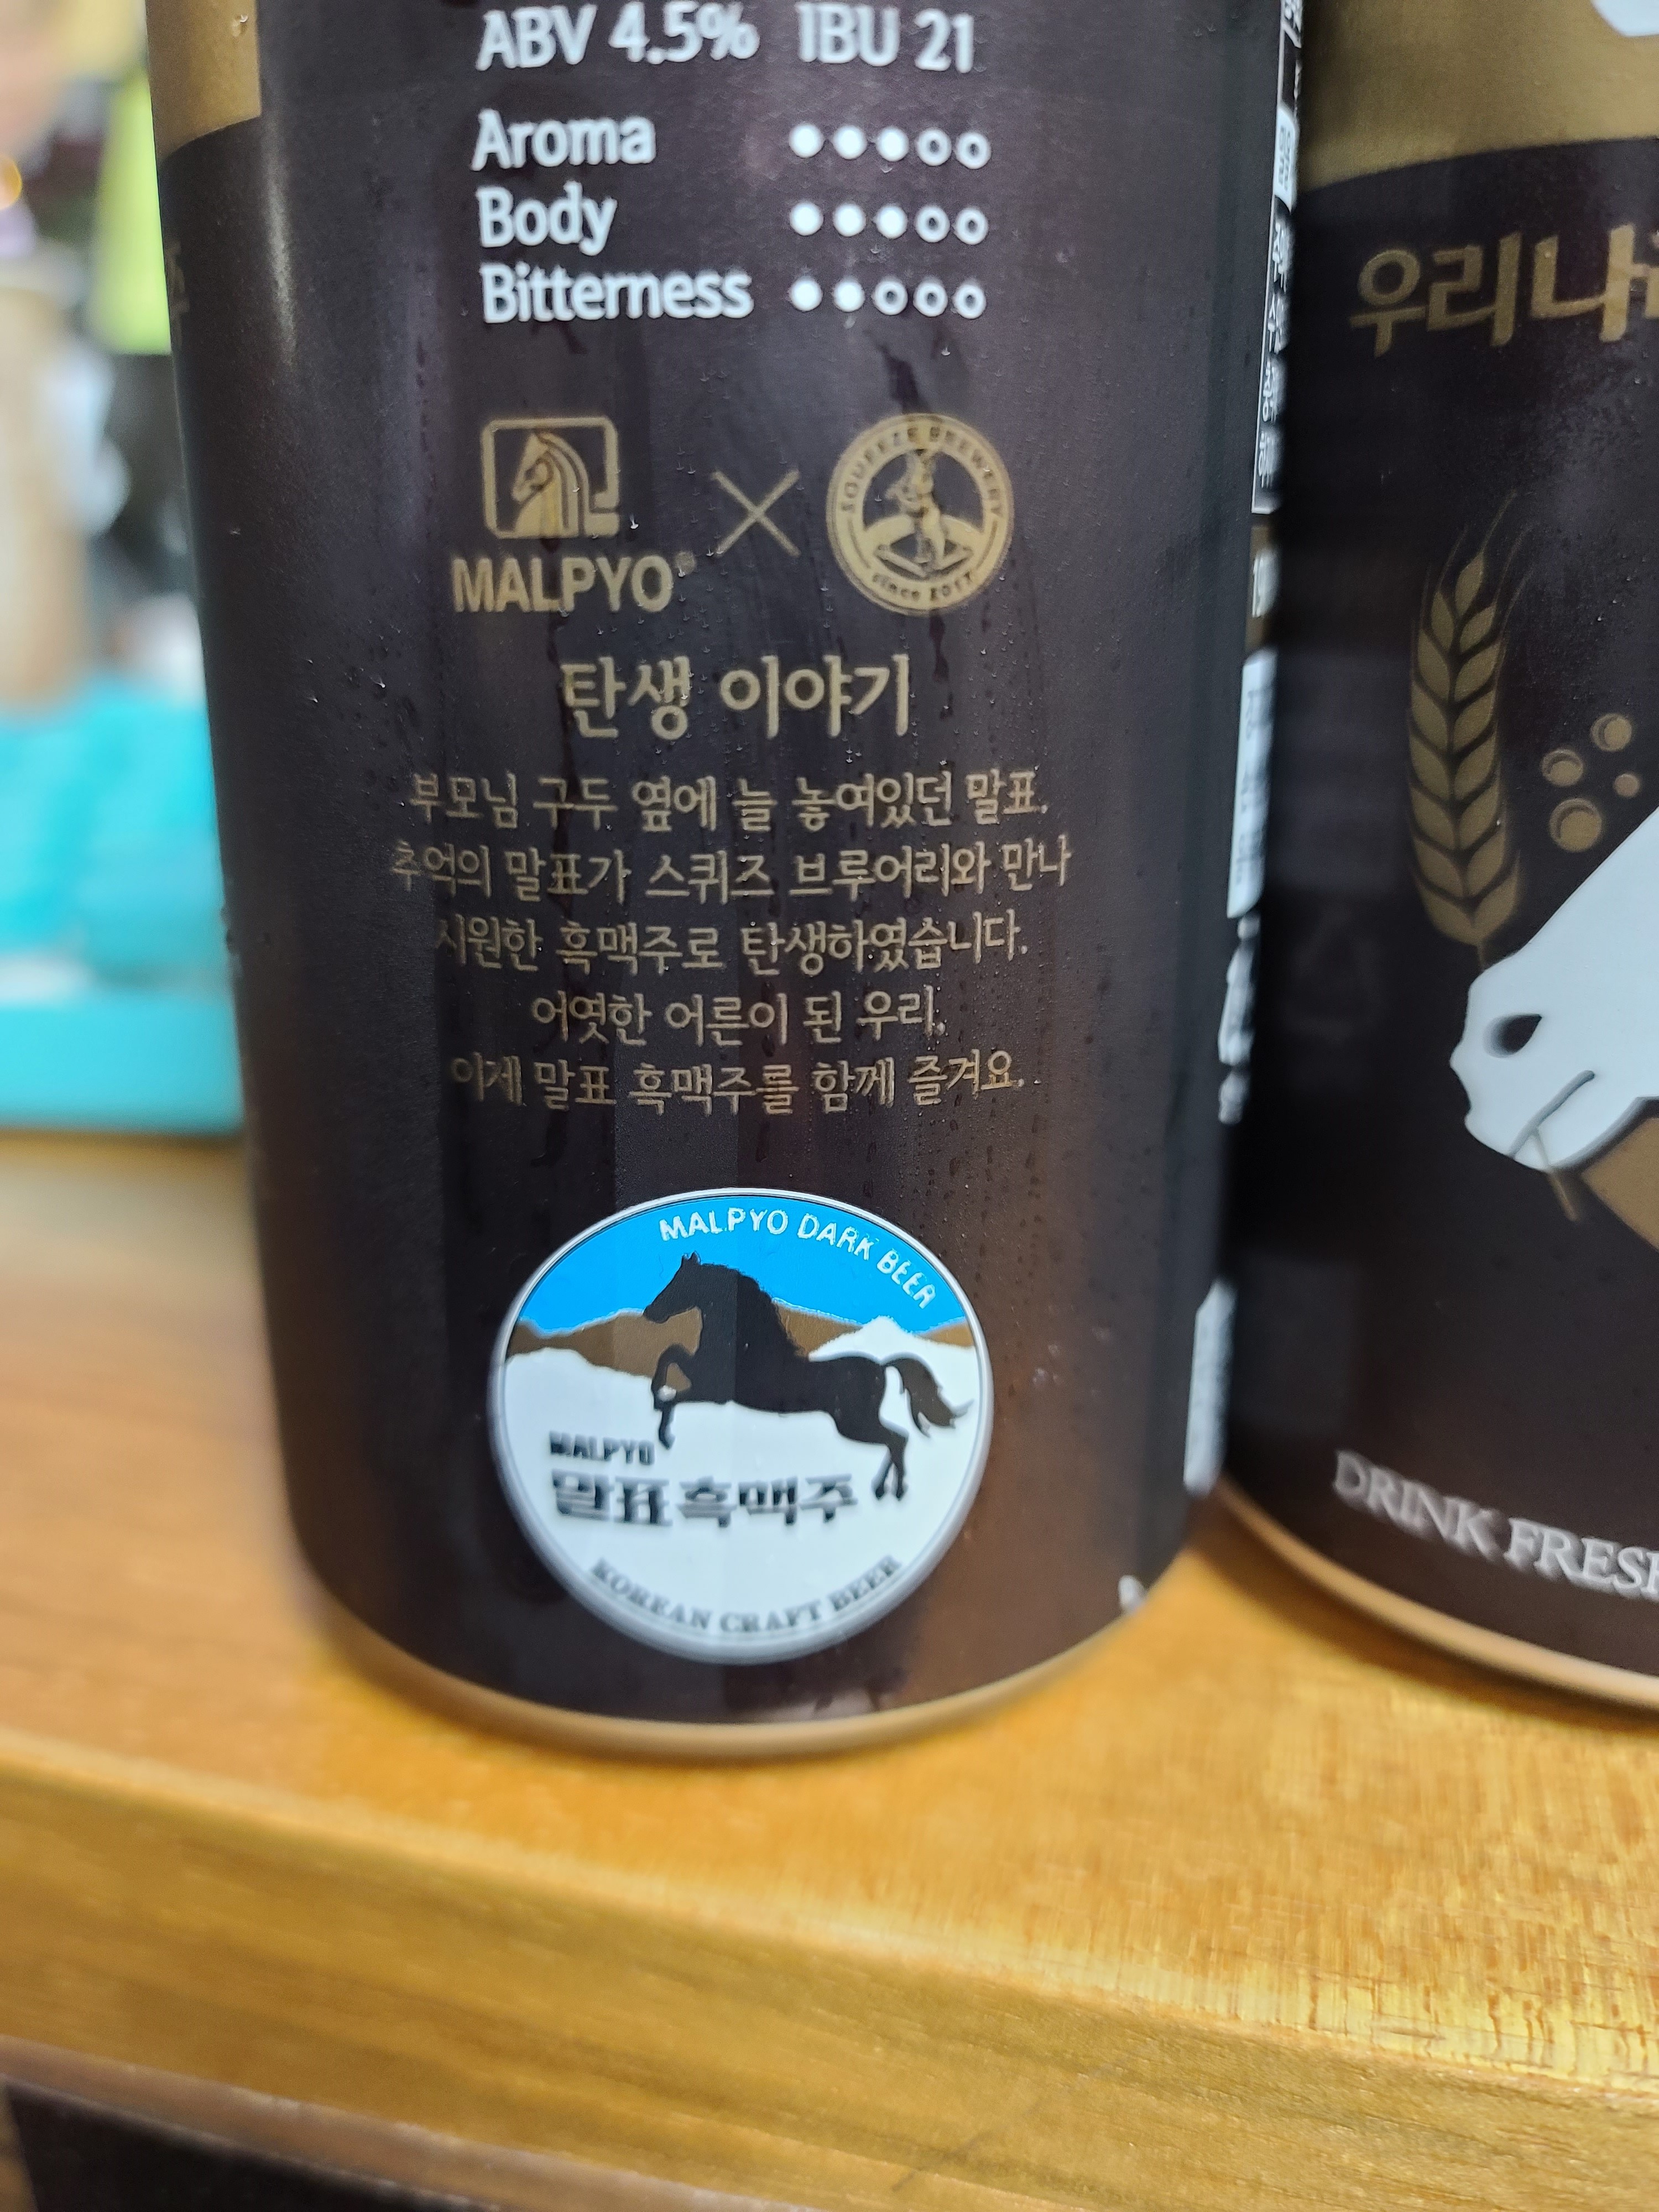 ABV 4.5% IBU 21
Aroma
Body
Bitterness
MALPYO
SQUEEZE BREWERY
since 2017
탄생 이야기
부모님 구두 옆에 늘 놓여있던 말표.
추억의 말표가 스퀴즈 브루어리와 만나
시원한 흑맥주로 탄생하였습니다.
어엿한 어른이 된 우리,
이제 말표 흑맥주를 함께 즐겨요.
MALPYO DARK BEER
MALPYO
말표 흑맥주
KOREAN CRAFT BEER
우리나
DRINK FRESH